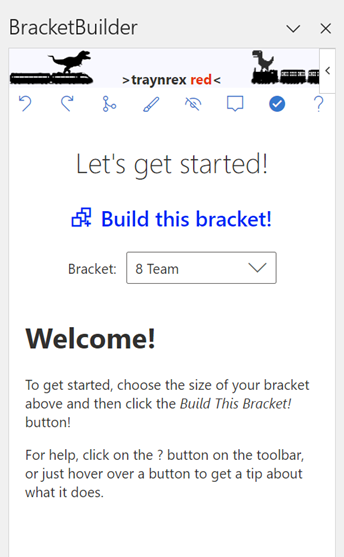 BracketBuilder
>traynrex red<
Let's get started!
Build this bracket!
Bracket: 8 Team
Welcome!
To get started, choose the size of your bracket
above and then click the Build This Bracket!
button!
For help, click on the ? button on the toolbar,
or just hover over a button to get a tip about
what it does.